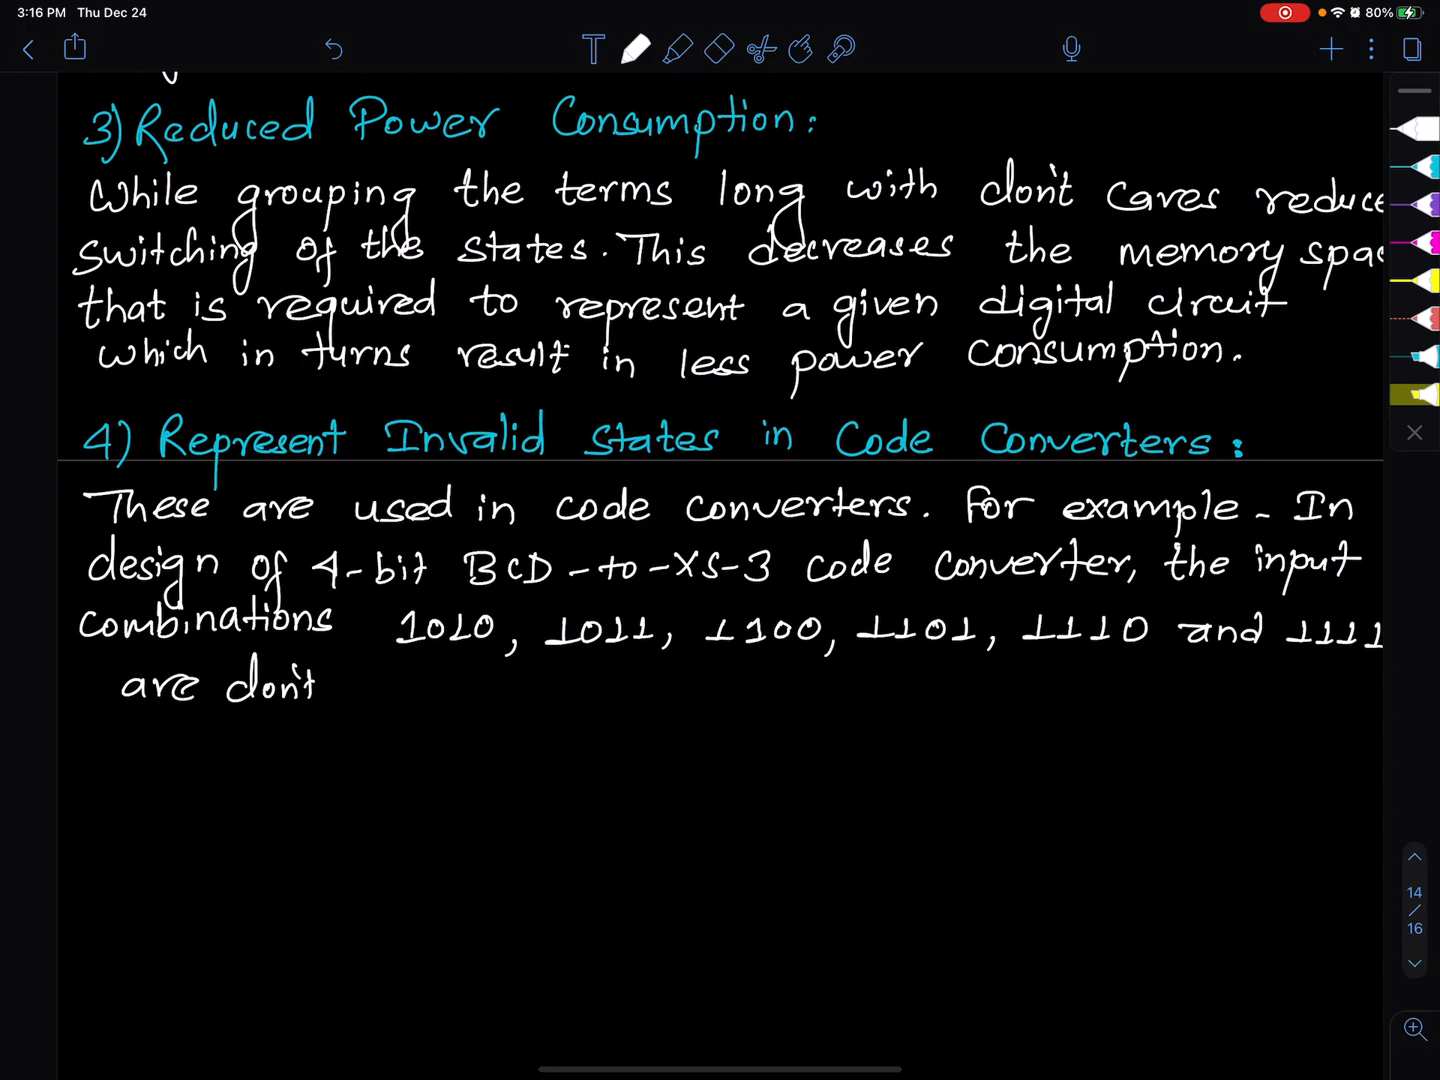 3:16 PM Thu Dec 24
80%
3) Reduced Power Consumption:
While grouping the terms long with don't cares reduce
switching of the states. This decreases the memory spac
that is required to represent a given digital circuit
which in turns result in less power consumption.
4) Represent Invalid states in Code Converters:
These are used in code converters. For example - In
design of 4-bit BCD-to-XS-3 code converter, the input
combinations 1010, 1011, 1100, 1101, 1110 and 1111
are don't
14
/
16